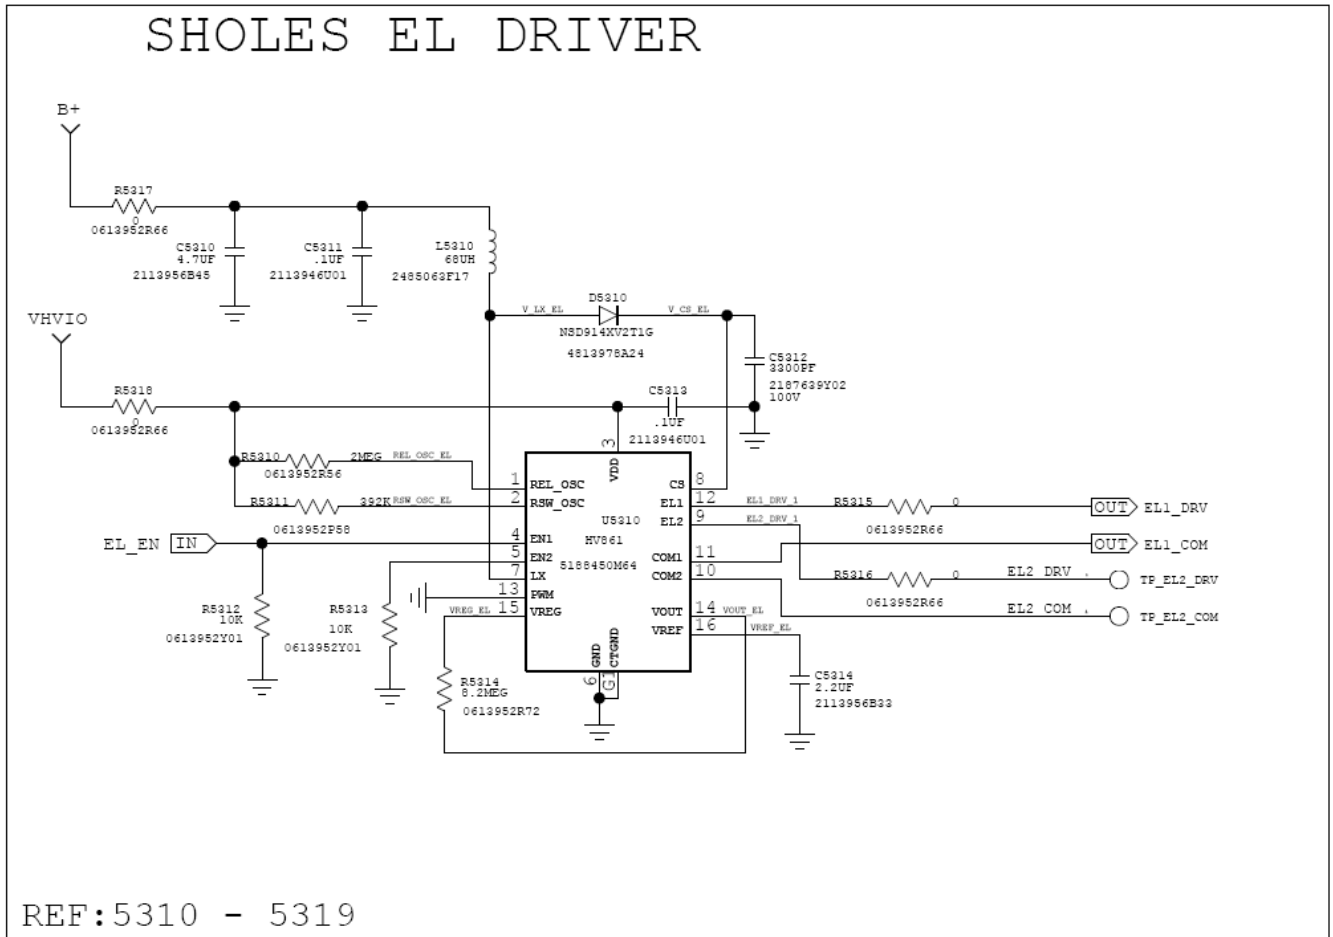 SHOLES EL DRIVER
B+
R5317
0
0613952R66
C5310
4.7UF
2113956B45
C5311
.1UF
2113946U01
L5310
68UH
2485063F17
VHVIO
V_LX_EL
D5310
V_CS_EL
NSD914XV2T1G
4813978A24
C5312
3300PF
2187639Y02
100V
R5318
0
0613952R66
C5313
.1UF
2113946U01
R5310
2MEG
REL_OSC_EL
0613952R56
R5311
392K
RSW_OSC_EL
0613952P58
3
VDD
1
REL_OSC
2
RSW_OSC
U5310
HV861
5188450M64
CS
8
EL1
12
EL1_DRV_1
EL2
9
EL2_DRV_1
R5315
0
0613952R66
OUT
EL1_DRV
EL_EN
IN
4
EN1
5
EN2
7
LX
13
PWM
VREG_EL
15
VREG
COM1
11
COM2
10
OUT
EL1_COM
R5316
0
0613952R66
EL2_DRV
TP_EL2_DRV
EL2_COM
TP_EL2_COM
VOUT
14
VOUT_EL
VREF
16
VREF_EL
R5312
10K
0613952Y01
R5313
10K
0613952Y01
GND
CTGND
6
G1
R5314
8.2MEG
0613952R72
C5314
2.2UF
2113956B33
REF:5310 - 5319